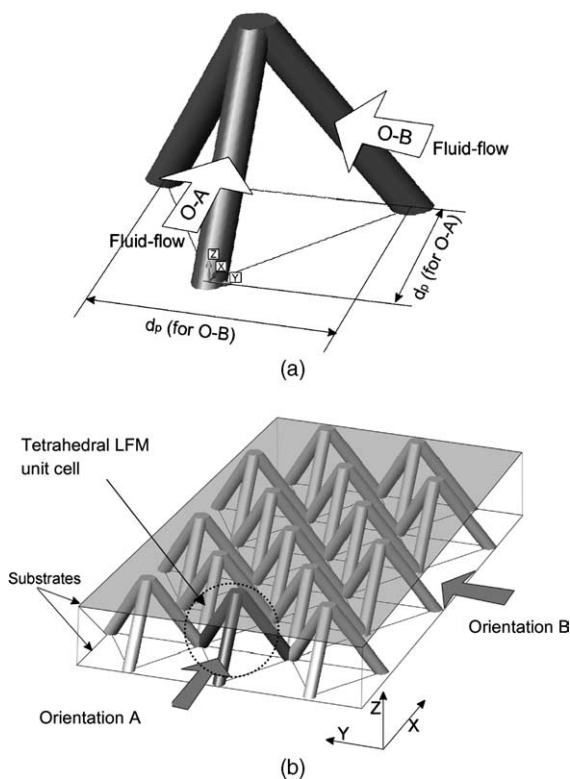 O-B
Fluid-flow
O-A
Fluid-flow
Z
X
Y
dp (for O-A)
dp (for O-B)
(a)
Tetrahedral LFM
unit cell
Substrates
Orientation B
Orientation A
Z
Y
X
(b)